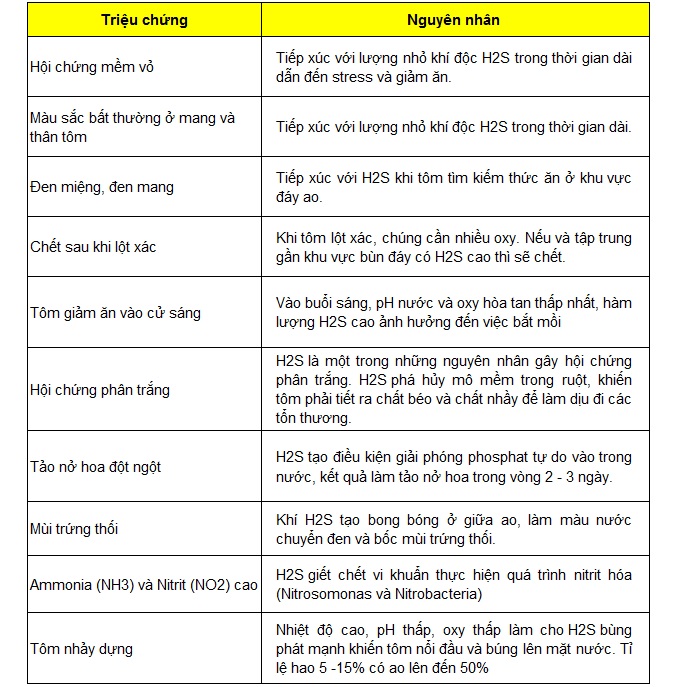 Triệu chứng
Nguyên nhân
Hội chứng mềm vỏ
Tiếp xúc với lượng nhỏ khí độc H2S trong thời gian dài
dẫn đến stress và giảm ăn.
Màu sắc bất thường ở mang và
thân tôm
Tiếp xúc với lượng nhỏ khí độc H2S trong thời gian dài.
Đen miệng, đen mang
Tiếp xúc với H2S khi tôm tìm kiếm thức ăn ở khu vực
đáy ao.
Chết sau khi lột xác
Khi tôm lột xác, chúng cần nhiều oxy. Nếu và tập trung
gần khu vực bùn đáy có H2S cao thì sẽ chết.
Tôm giảm ăn vào cử sáng
Vào buổi sáng, pH nước và oxy hòa tan thấp nhất, hàm
lượng H2S cao ảnh hưởng đến việc bắt mồi
Hội chứng phân trắng
H2S là một trong những nguyên nhân gây hội chứng
phân trắng. H2S phá hủy mô mềm trong ruột, khiến
tôm phải tiết ra chất béo và chất nhầy để làm dịu đi các
tổn thương.
Tảo nở hoa đột ngột
H2S tạo điều kiện giải phóng phosphat tự do vào trong
nước, kết quả làm tảo nở hoa trong vòng 2 - 3 ngày.
Mùi trứng thối
Khí H2S tạo bong bóng ở giữa ao, làm màu nước
chuyển đen và bốc mùi trứng thối.
Ammonia (NH3) và Nitrit (NO2) cao
H2S giết chết vi khuẩn thực hiện quá trình nitrit hóa
(Nitrosomonas và Nitrobacteria)
Tôm nhảy dựng
Nhiệt độ cao, pH thấp, oxy thấp làm cho H2S bùng
phát mạnh khiến tôm nổi đầu và búng lên mặt nước. Tỉ
lệ hao 5 -15% có ao lên đến 50%